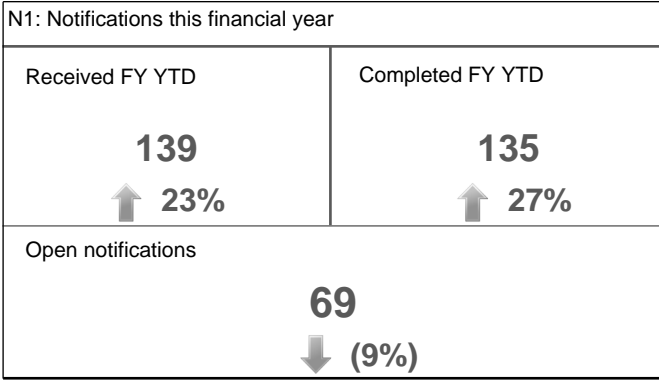 N1: Notifications this financial year
Received FY YTD
139
23%
Completed FY YTD
135
27%
Open notifications
69
(9%)